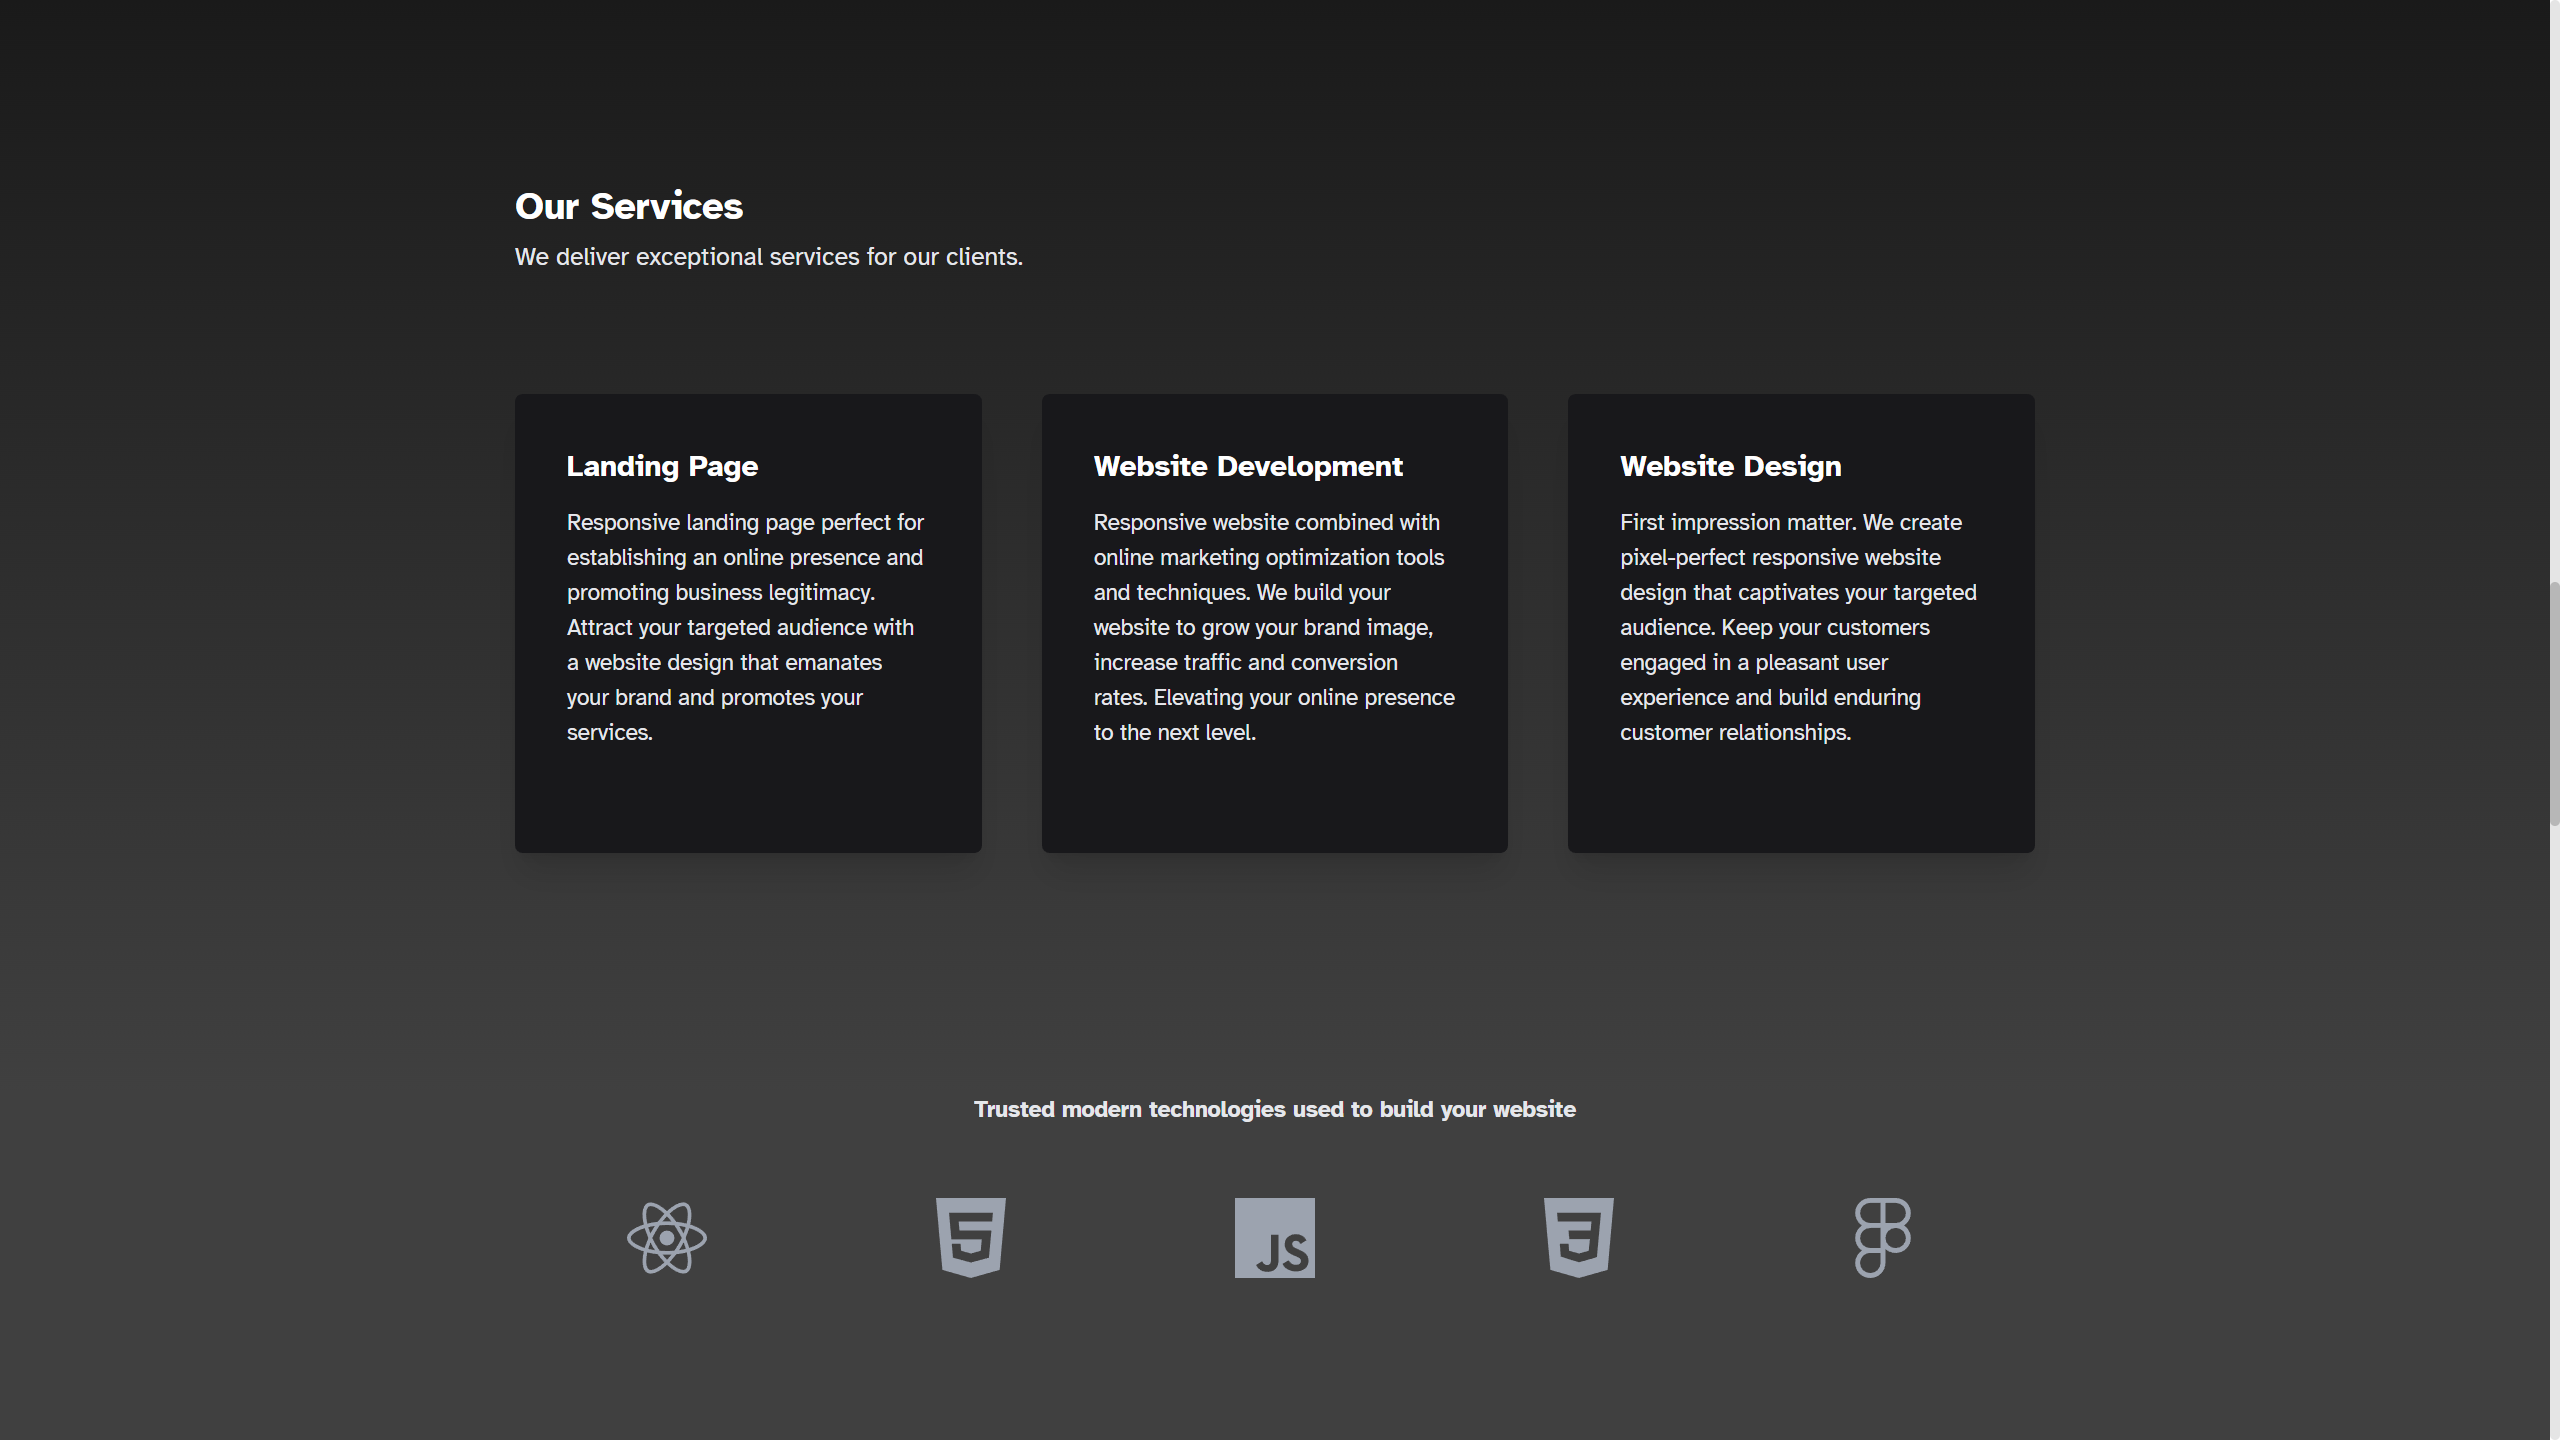 Our Services
We deliver exceptional services for our clients.
Landing Page
Responsive landing page perfect for
establishing an online presence and
promoting business legitimacy.
Attract your targeted audience with
a website design that emanates
your brand and promotes your
services.
Website Development
Responsive website combined with
online marketing optimization tools
and techniques. We build your
website to grow your brand image,
increase traffic and conversion
rates. Elevating your online presence
to the next level.
Website Design
First impression matter. We create
pixel-perfect responsive website
design that captivates your targeted
audience. Keep your customers
engaged in a pleasant user
experience and build enduring
customer relationships.
Trusted modern technologies used to build your website
5
JS
3